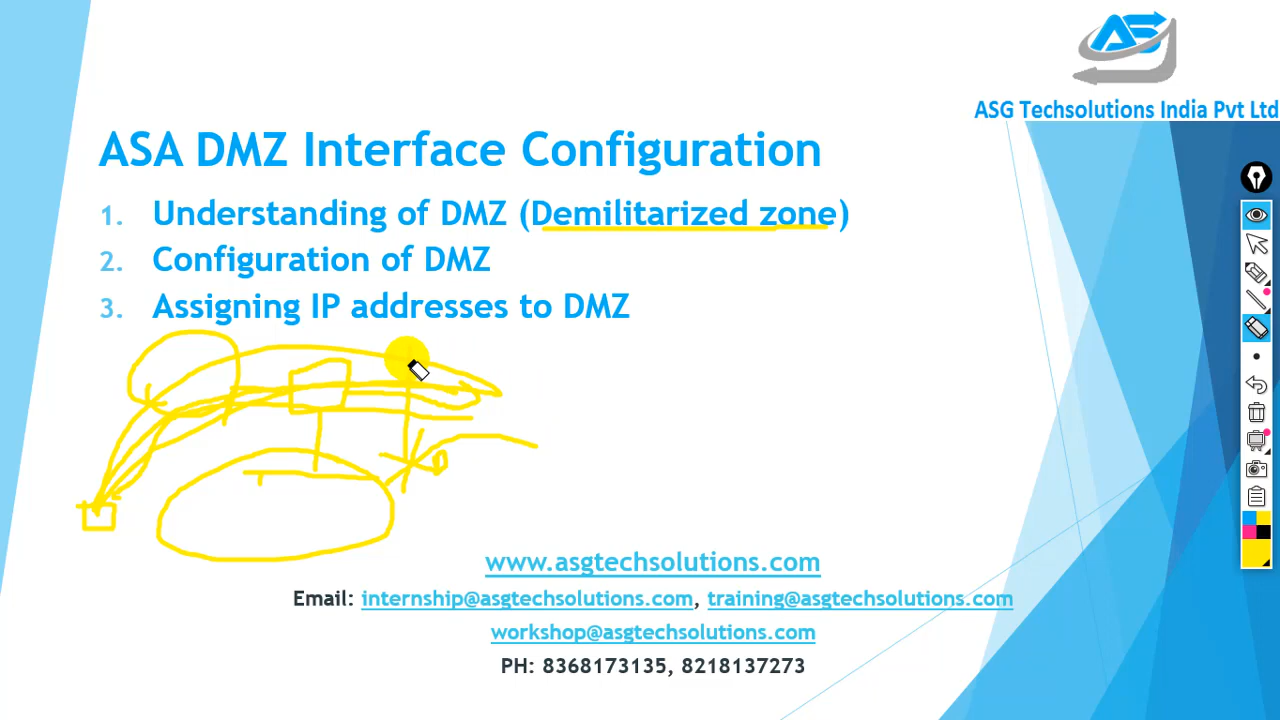 ASG Techsolutions India Pvt Ltd
ASA DMZ Interface Configuration
1. Understanding of DMZ (Demilitarized zone)
2. Configuration of DMZ
3. Assigning IP addresses to DMZ
www.asgtechsolutions.com
Email: internship@asgtechsolutions.com, training@asgtechsolutions.com
workshop@asgtechsolutions.com
PH: 8368173135, 8218137273